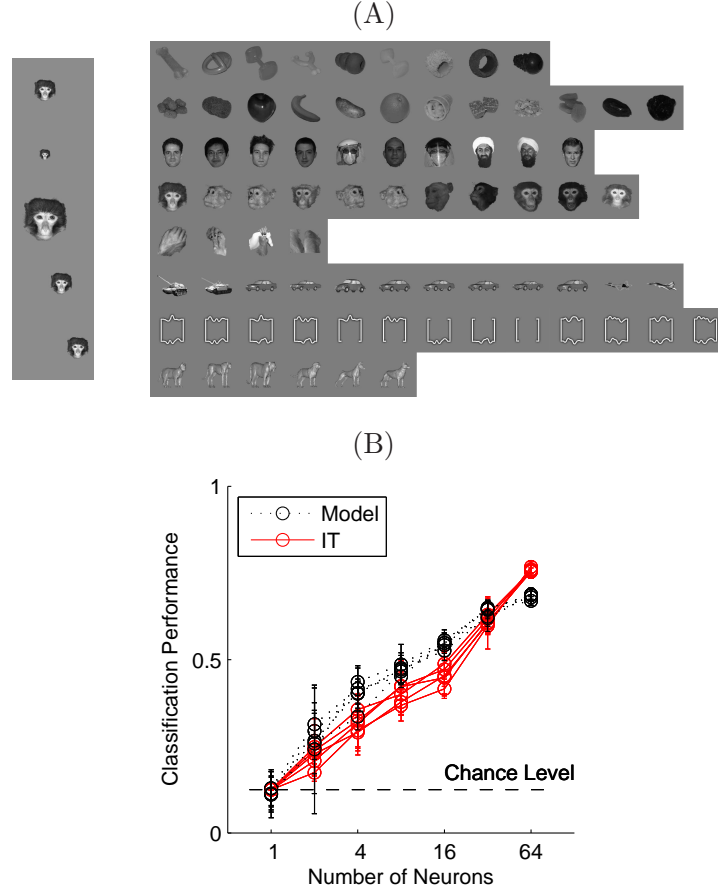 (A)
(B)
1
Model
IT
Classification Performance
0.5
Chance Level
0
1 4 16 64
Number of Neurons